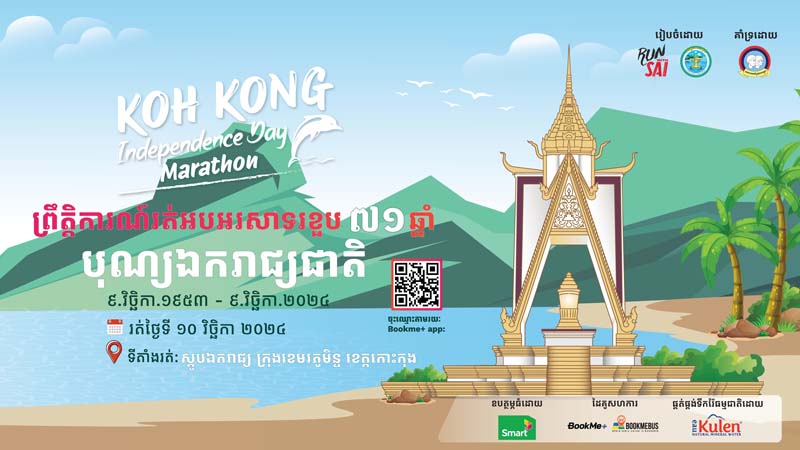 រៀបចំដោយ
គាំទ្រដោយ
RUN
SAI
KOH KONG
Independence Day
Marathon
ព្រឹត្តិការណ៍រត់អបអរសាទរខួប ៧១ ឆ្នាំ
បុណ្យឯករាជ្យជាតិ
៩.វិច្ឆិកា.១៩៥៣ - ៩.វិច្ឆិកា.២០២៤
រត់ថ្ងៃទី ១០ វិច្ឆិកា ២០២៤
ទីតាំងរត់: ស្តូបឯករាជ្យ ក្រុងខេមរភូមិន្ទ ខេត្តកោះកុង
ចុះឈ្មោះតាមរយៈ
Bookme+ app:
ឧបត្ថម្ភធំដោយ
ដៃគូសហការ
ផ្គត់ផ្គង់ទឹករ៉ែធម្មជាតិដោយ
Smart
BookMe+
BOOKMEBUS
Kulen
NATURAL MINERAL WATER